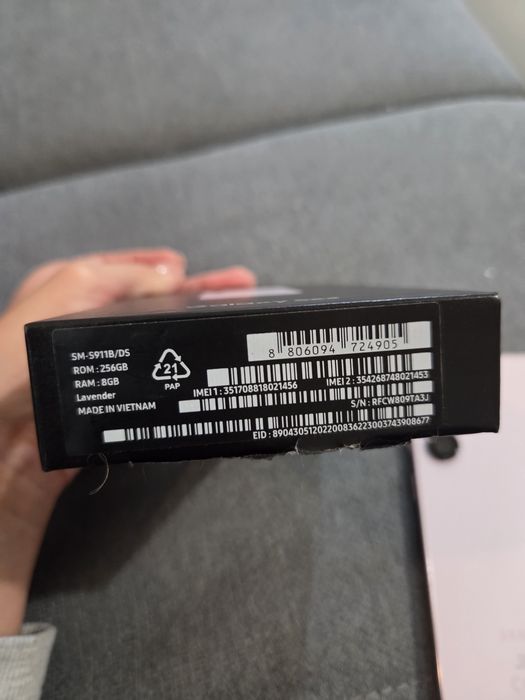 SM-S911B/DS
ROM : 256GB
RAM : 8GB
Lavender
MADE IN VIETNAM
21
PAP
8 806094 724905
IMEI 1 : 351708818021456
IMEI 2 : 354268748021453
S/N : RFCW809TA3J
EID : 89043051202200836223003743908677